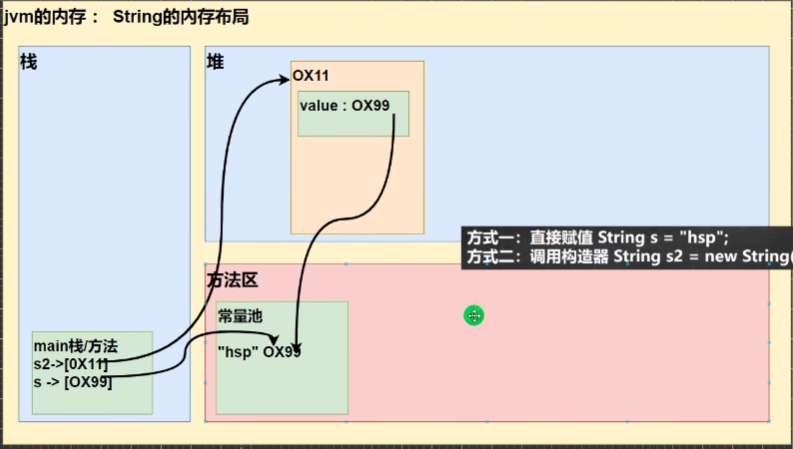 jvm的内存： String的内存布局
栈
堆
OX11
value : OX99
方式一：直接赋值 String s = "hsp";
方式二：调用构造器 String s2 = new String(
方法区
常量池
"hsp" OX99
main栈/方法
s2->[0X11]
s -> [OX99]